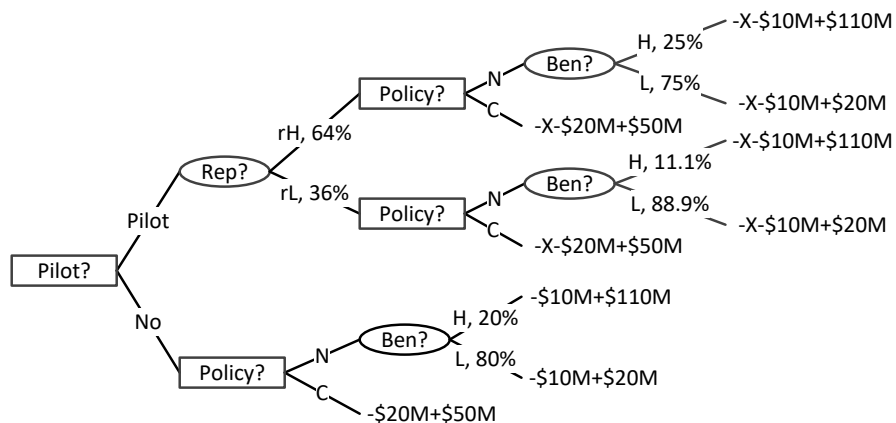 -X-$10M+$110M
H, 25%
Ben?
N
L, 75%
Policy?
-X-$10M+$20M
C
-X-$20M+$50M
rH, 64%
-X-$10M+$110M
H, 11.1%
Rep?
Ben?
rL, 36%
N
L, 88.9%
Policy?
Pilot
C
-X-$10M+$20M
-X-$20M+$50M
Pilot?
-$10M+$110M
No
H, 20%
Ben?
N
L, 80%
Policy?
-$10M+$20M
C
-$20M+$50M